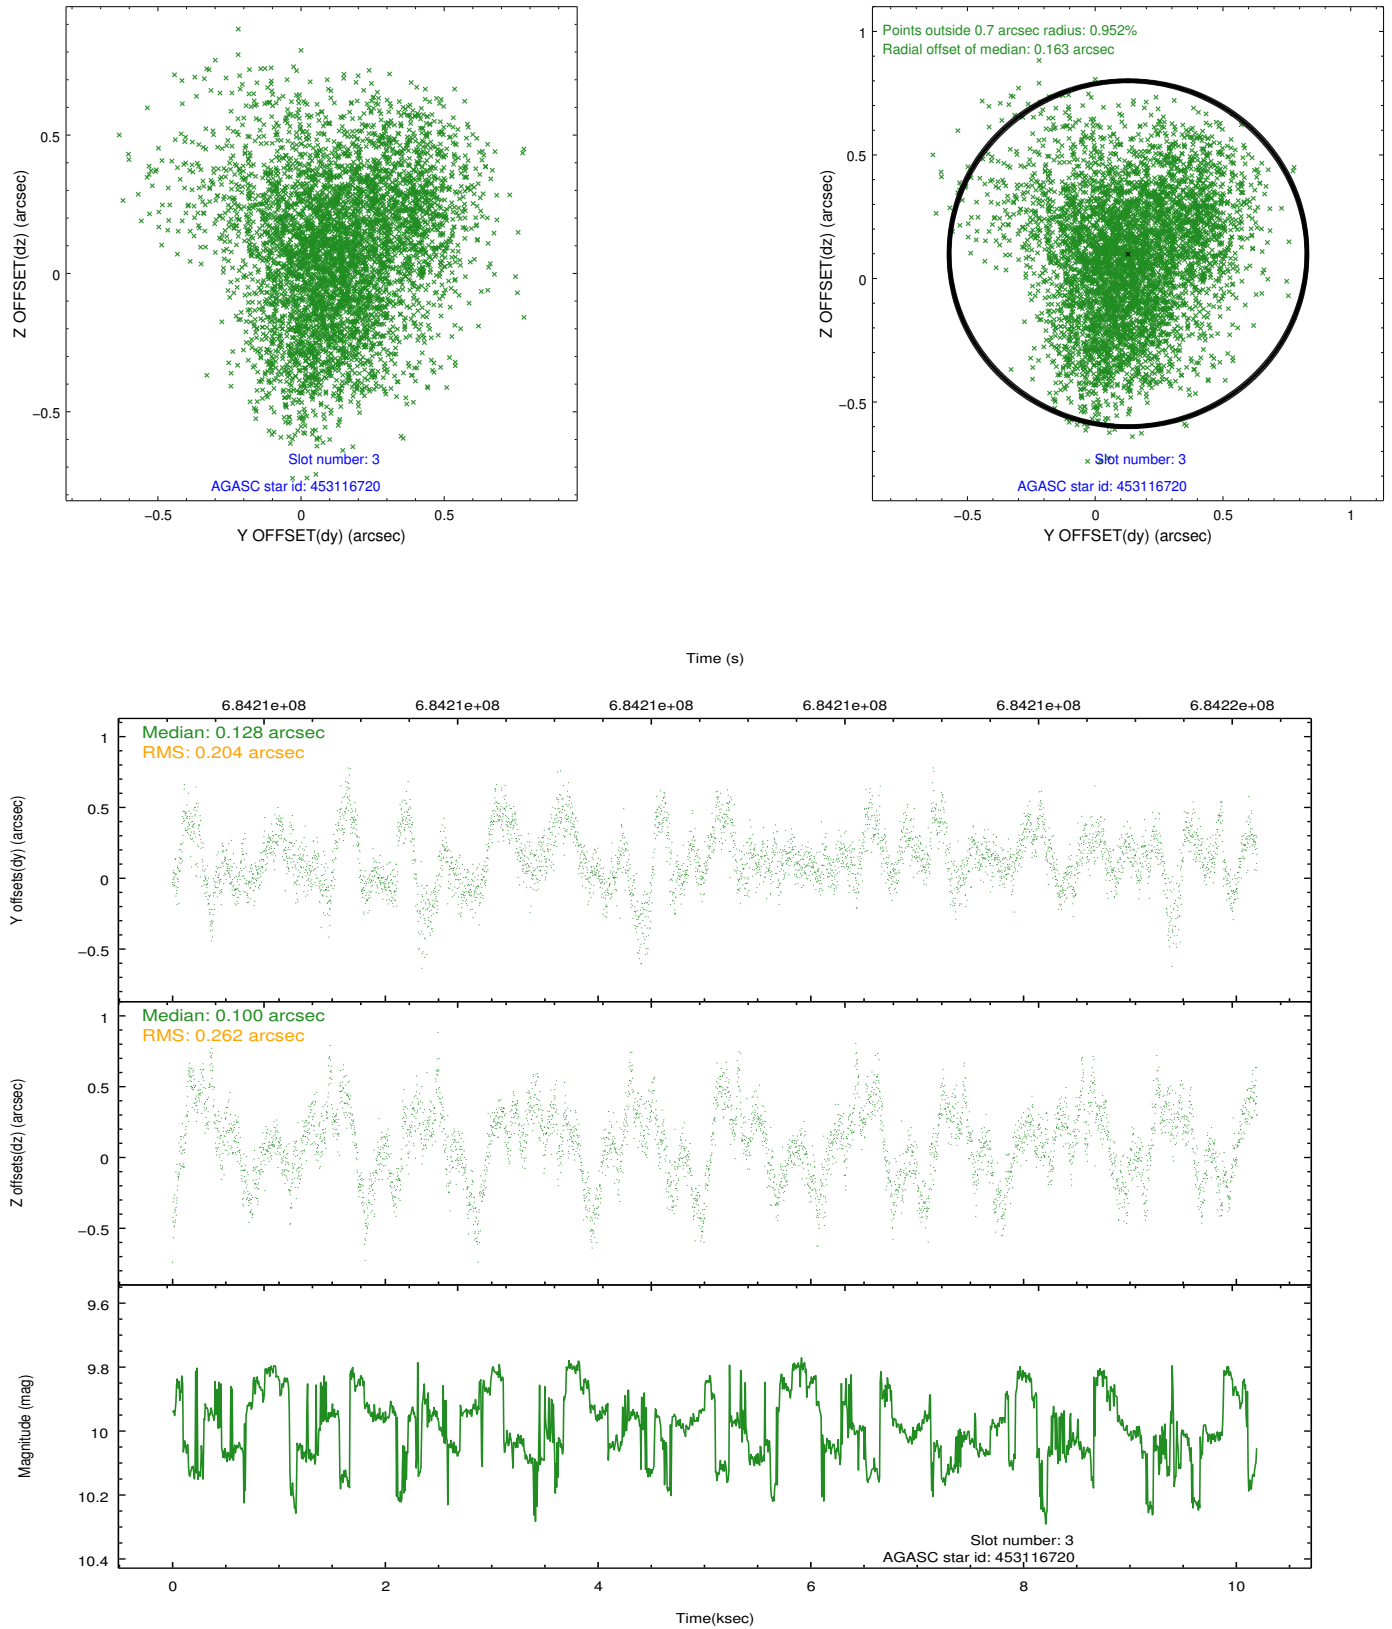 0.5
0
−0.5
−0.5
0
0.5
Z OFFSET(dz) (arcsec)
Y OFFSET(dy) (arcsec)
Slot number: 3
AGASC star id: 453116720
Points outside 0.7 arcsec radius: 0.952%
Radial offset of median: 0.163 arcsec
1
0.5
0
−0.5
−0.5
0
0.5
1
Z OFFSET(dz) (arcsec)
Y OFFSET(dy) (arcsec)
Slot number: 3
AGASC star id: 453116720
Time (s)
6.8421e+08
6.8421e+08
6.8421e+08
6.8421e+08
6.8421e+08
6.8422e+08
Median: 0.128 arcsec
RMS: 0.204 arcsec
1
0.5
0
−0.5
Y offsets(dy) (arcsec)
Median: 0.100 arcsec
RMS: 0.262 arcsec
1
0.5
0
−0.5
Z offsets(dz) (arcsec)
9.6
9.8
10
10.2
10.4
Magnitude (mag)
Slot number: 3
AGASC star id: 453116720
0
2
4
6
8
10
Time(ksec)